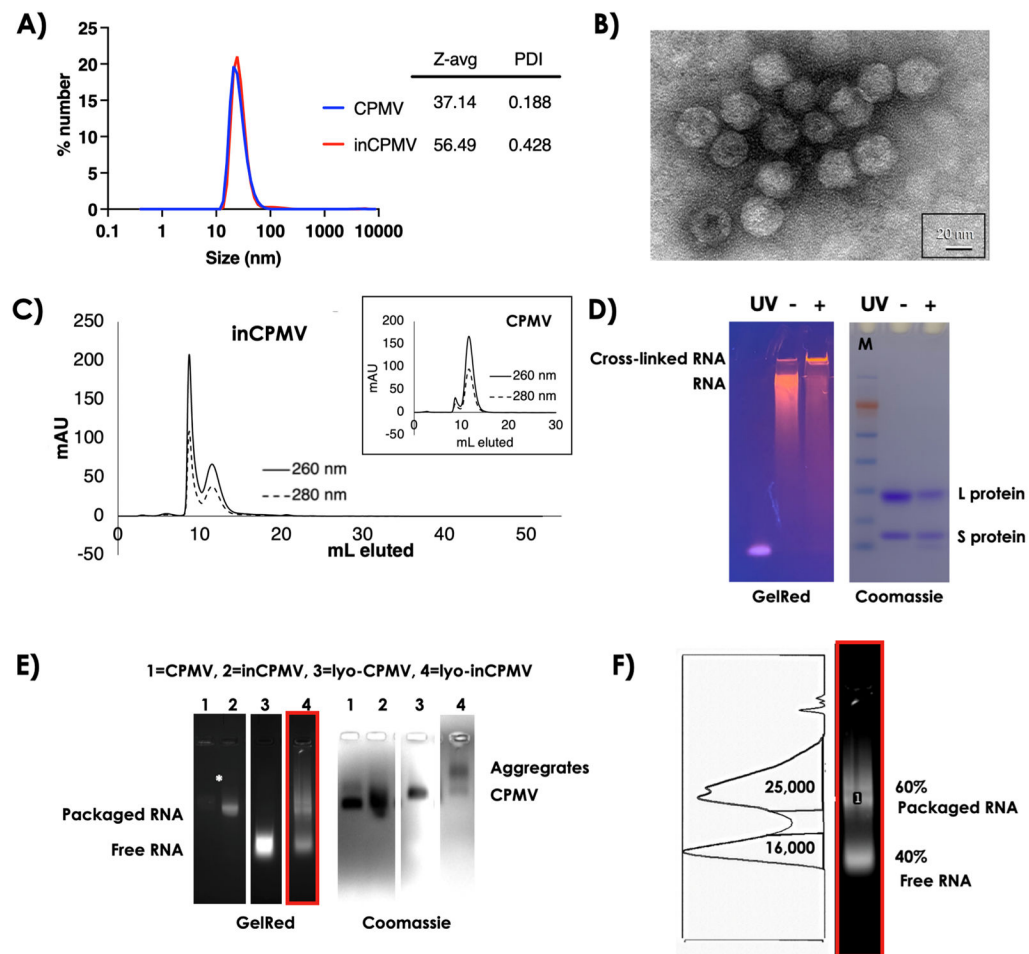 A)
25
20
15
10
5
0
% number
0.1 1 10 100 1000 10000
Size (nm)
Z-avg PDI
CPMV 37.14 0.188
inCPMV 56.49 0.428
B)
20 nm
C)
250
200
150
100
50
0
-50
mAU
inCPMV
260 nm
280 nm
0 10 20 30 40 50
mL eluted
200
150
100
50
0
-50
mAU
CPMV
260 nm
280 nm
0 10 20 30
mL eluted
D)
UV - +
UV - +
M
Cross-linked RNA
RNA
L protein
S protein
GelRed
Coomassie
E)
1=CPMV, 2=inCPMV, 3=lyo-CPMV, 4=lyo-inCPMV
1 2 3 4
1 2 3 4
*
Packaged RNA
Free RNA
Aggregates
CPMV
GelRed
Coomassie
F)
25,000
16,000
1
60%
Packaged RNA
40%
Free RNA